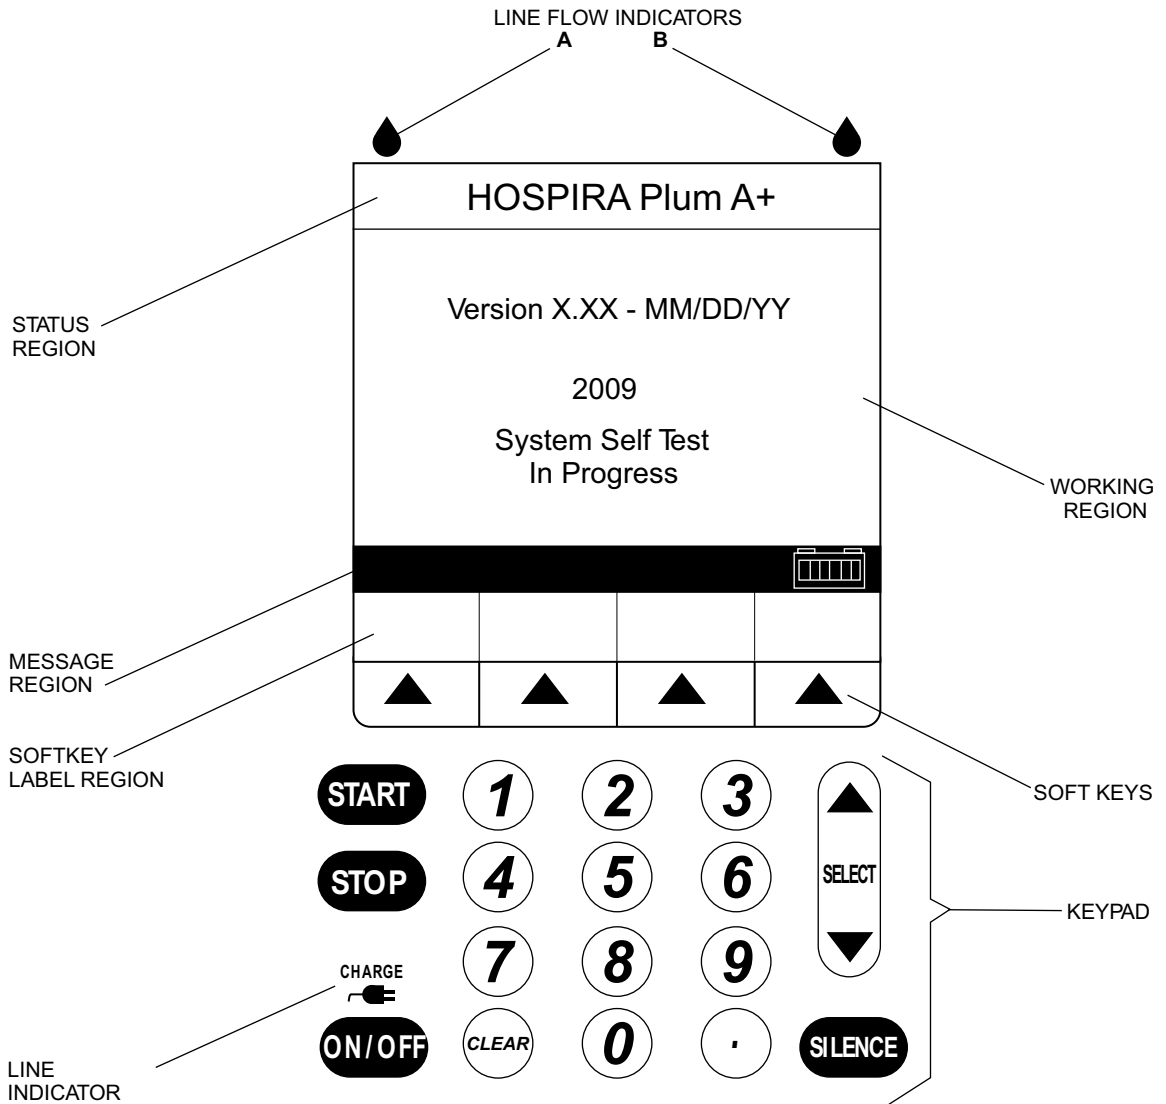 LINE FLOW INDICATORS
A B
HOSPIRA Plum A+
Version X.XX - MM/DD/YY
2009
System Self Test
In Progress
STATUS
REGION
WORKING
REGION
MESSAGE
REGION
SOFTKEY
LABEL REGION
SOFT KEYS
START 1 2 3
STOP 4 5 6 SELECT
KEYPAD
7 8 9
CHARGE
ON/OFF CLEAR 0 . SILENCE
LINE
INDICATOR